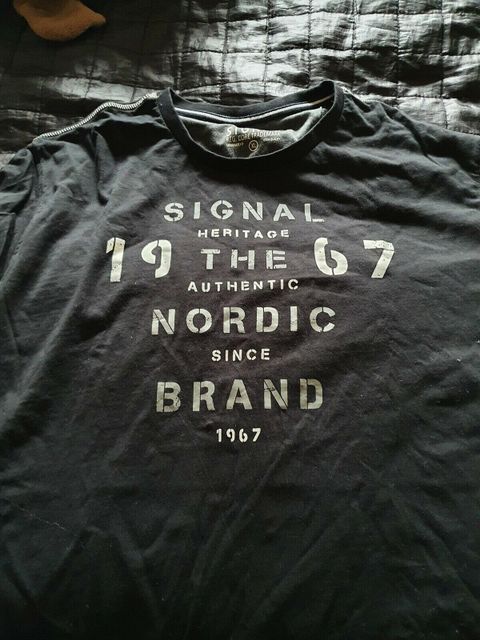 SIGNAL
HERITAGE
19 THE 67
AUTHENTIC
NORDIC
SINCE
BRAND
1967